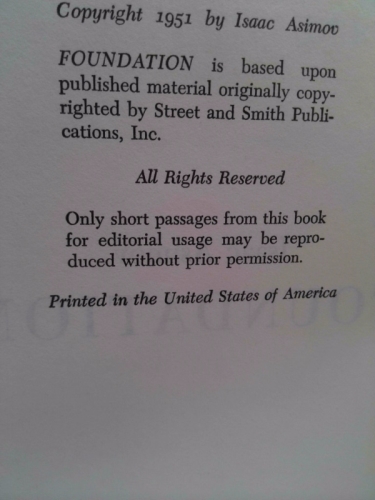 Copyright 1951 by Isaac Asimov
FOUNDATION is based upon
published material originally copy-
righted by Street and Smith Publi-
cations, Inc.
All Rights Reserved
Only short passages from this book
for editorial usage may be repro-
duced without prior permission.
Printed in the United States of America